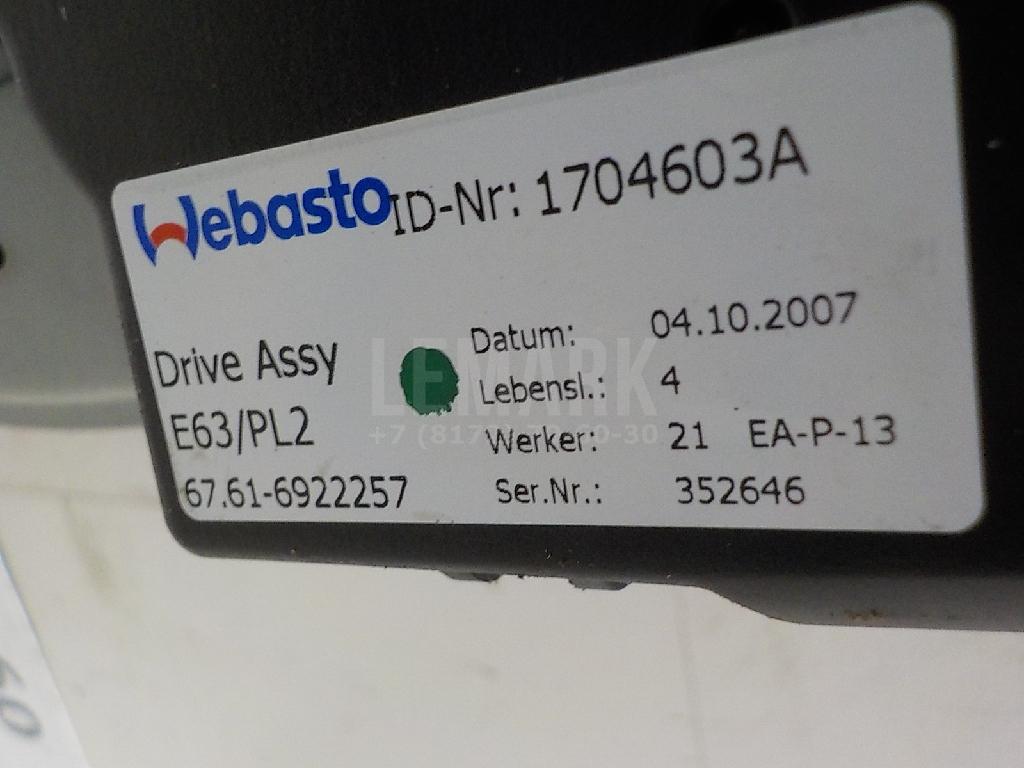 Webasto ID-Nr: 1704603A
Drive Assy
E63/PL2
67.61-6922257
Datum: 04.10.2007
Lebensl.: 4
Werker: 21 EA-P-13
Ser.Nr.: 352646
LEMARK
60